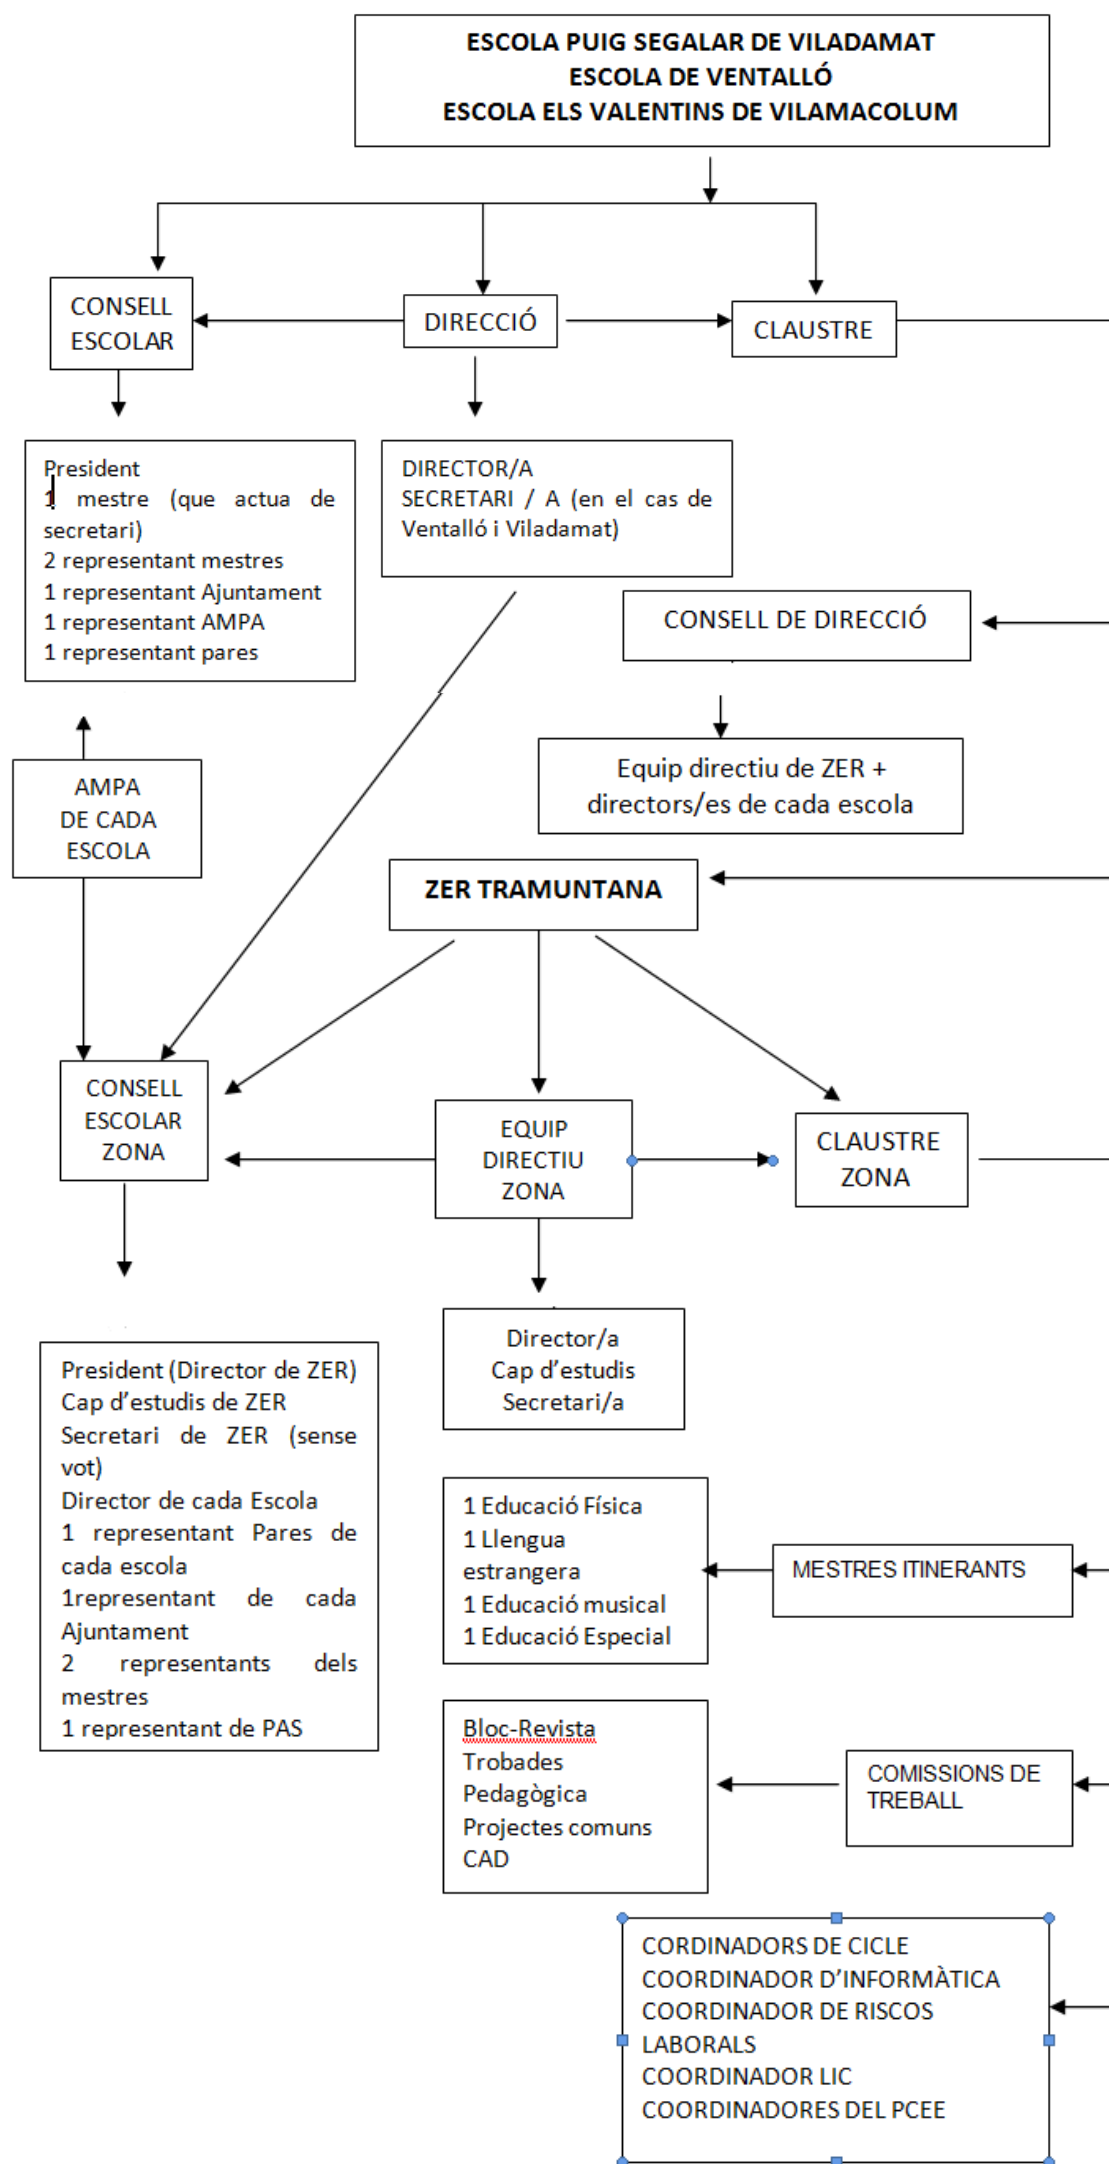 ESCOLA PUIG SEGALAR DE VILADAMAT
ESCOLA DE VENTALLÓ
ESCOLA ELS VALENTINS DE VILAMACOLUM
CONSELL
ESCOLAR
DIRECCIÓ
CLAUSTRE
President
1 mestre (que actua de
secretari)
2 representant mestres
1 representant Ajuntament
1 representant AMPA
1 representant pares
DIRECTOR/A
SECRETARI / A (en el cas de
Ventalló i Viladamat)
CONSELL DE DIRECCIÓ
Equip directiu de ZER +
directors/es de cada escola
AMPA
DE CADA
ESCOLA
ZER TRAMUNTANA
CONSELL
ESCOLAR
ZONA
EQUIP
DIRECTIU
ZONA
CLAUSTRE
ZONA
Director/a
Cap d'estudis
Secretari/a
President (Director de ZER)
Cap d'estudis de ZER
Secretari de ZER (sense
vot)
Director de cada Escola
1 representant Pares de
cada escola
1representant de cada
Ajuntament
2 representants dels
mestres
1 representant de PAS
1 Educació Física
1 Llengua
estrangera
1 Educació musical
1 Educació Especial
MESTRES ITINERANTS
Bloc-Revista
Trobades
Pedagògica
Projectes comuns
CAD
COMISSIONS DE
TREBALL
CORDINADORS DE CICLE
COORDINADOR D'INFORMÀTICA
COORDINADOR DE RISCOS
LABORALS
COORDINADOR LIC
COORDINADORES DEL PCEE